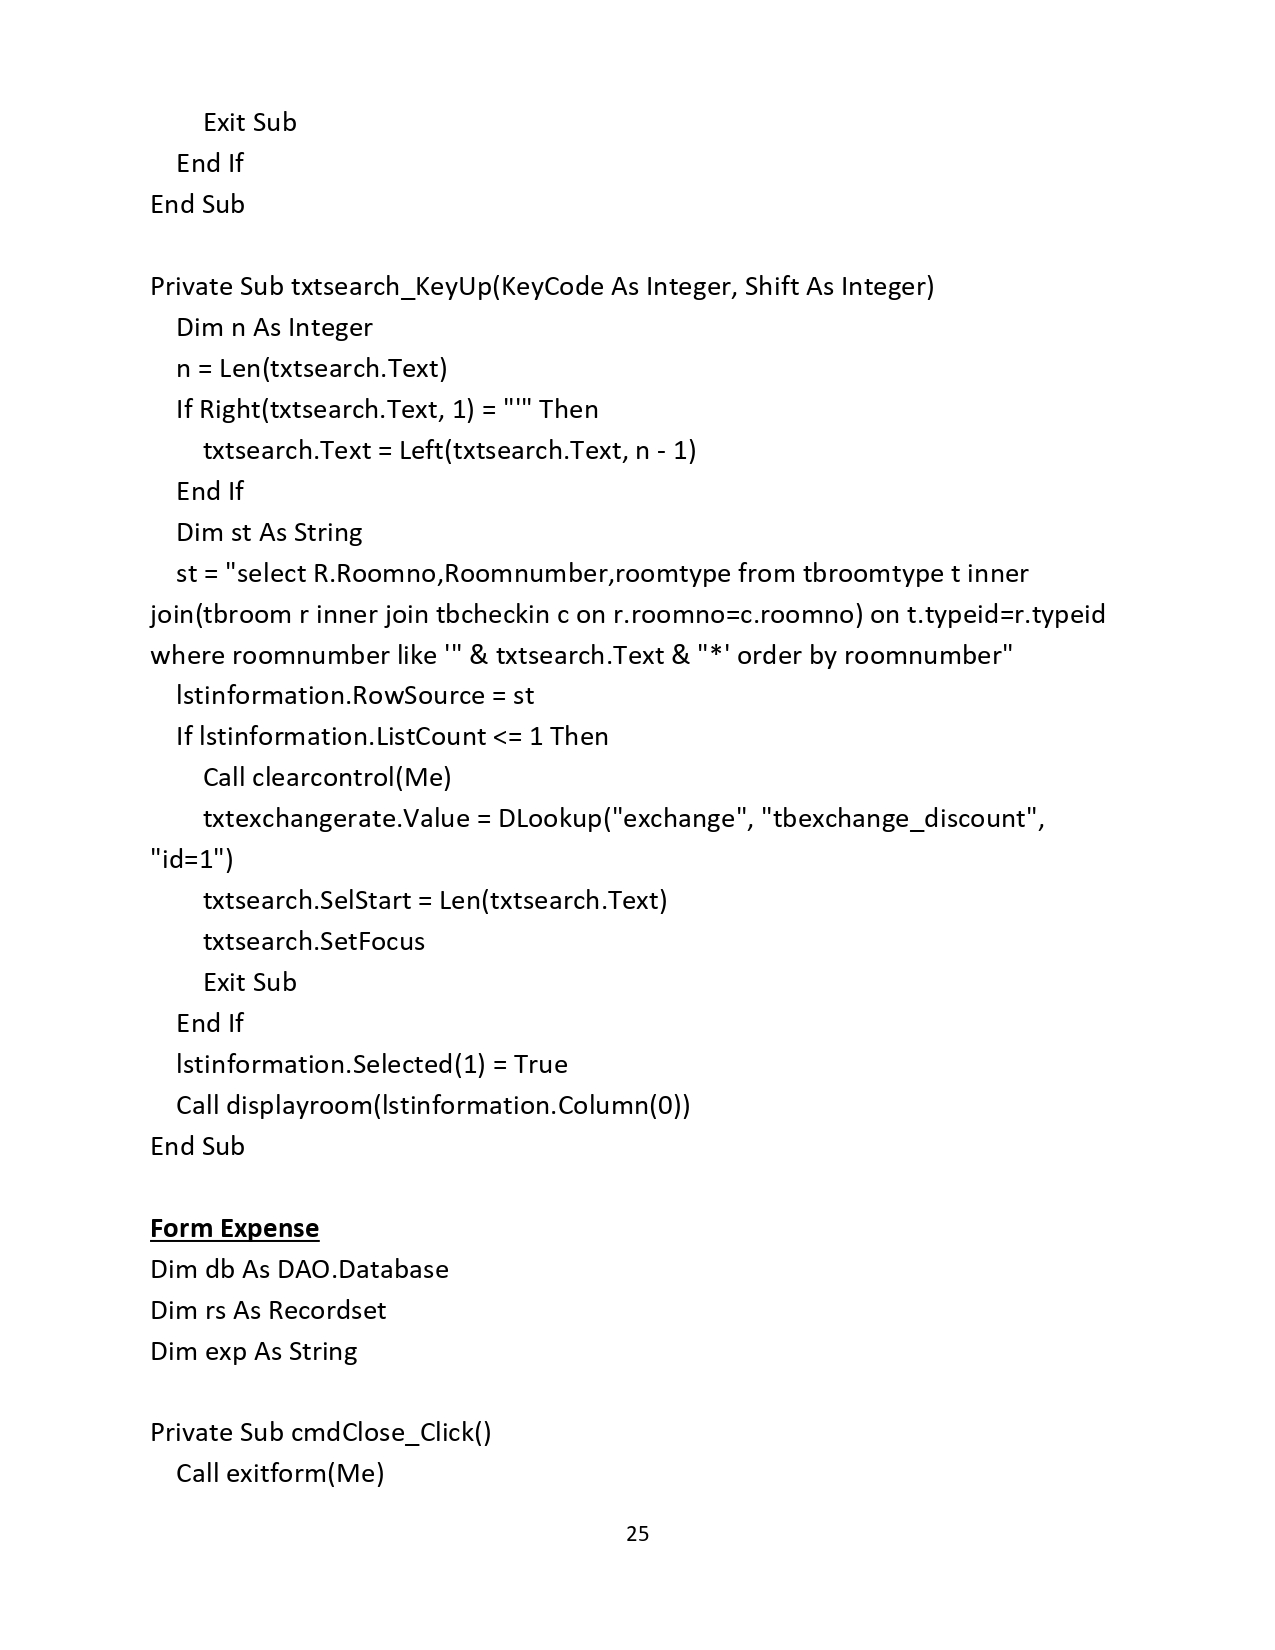 Exit Sub
End If
End Sub
Private Sub txtsearch_KeyUp(KeyCode As Integer, Shift As Integer)
Dim n As Integer
n = Len(txtsearch.Text)
If Right(txtsearch.Text, 1) = "'" Then
txtsearch.Text = Left(txtsearch.Text, n - 1)
End If
Dim st As String
st = "select R.Roomno,Roomnumber,roomtype from tbroomtype t inner
join(tbroom r inner join tbcheckin c on r.roomno=c.roomno) on t.typeid=r.typeid
where roomnumber like '" & txtsearch.Text & "*' order by roomnumber"
lstinformation.RowSource = st
If lstinformation.ListCount <= 1 Then
Call clearcontrol(Me)
txtexchangerate.Value = DLookup("exchange", "tbexchange_discount",
"id=1")
txtsearch.SelStart = Len(txtsearch.Text)
txtsearch.SetFocus
Exit Sub
End If
lstinformation.Selected(1) = True
Call displayroom(lstinformation.Column(0))
End Sub
Form Expense
Dim db As DAO.Database
Dim rs As Recordset
Dim exp As String
Private Sub cmdClose_Click()
Call exitform(Me)
25